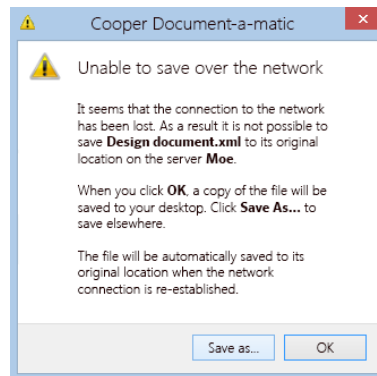 Cooper Document-a-matic
Unable to save over the network
It seems that the connection to the network
has been lost. As a result it is not possible to
save Design document.xml to its original
location on the server Moe.
When you click OK, a copy of the file will be
saved to your desktop. Click Save As... to
save elsewhere.
The file will be automatically saved to its
original location when the network
connection is re-established.
Save as...
OK